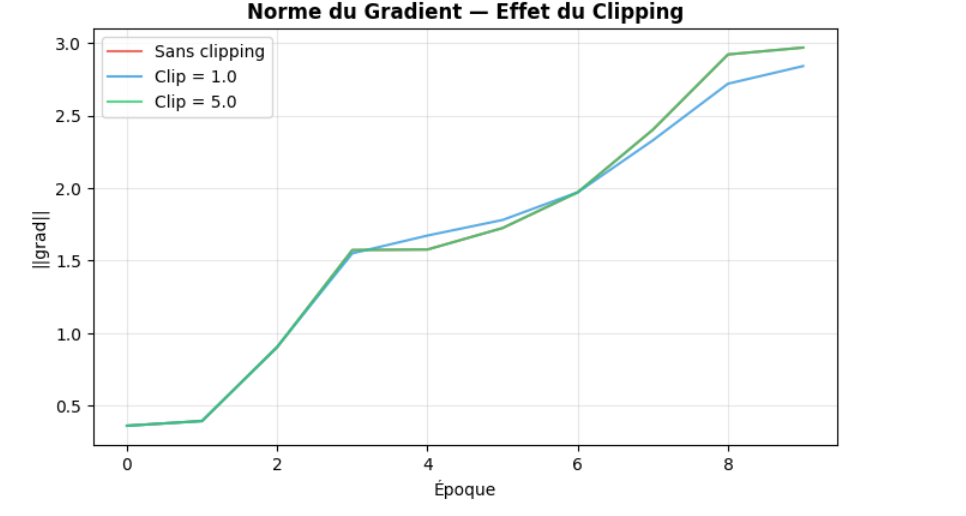 Norme du Gradient — Effet du Clipping
Sans clipping
Clip = 1.0
Clip = 5.0
||grad||
3.0
2.5
2.0
1.5
1.0
0.5
0 2 4 6 8
Époque